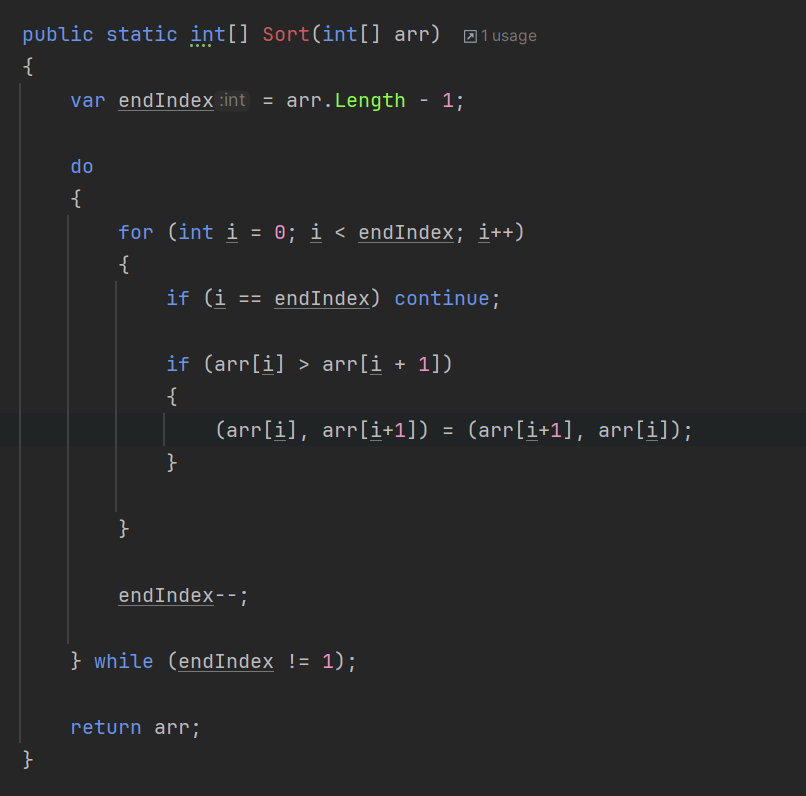 public static int[] Sort(int[] arr) 1 usage
{
var endIndex :int = arr.Length - 1;
do
{
for (int i = 0; i < endIndex; i++)
{
if (i == endIndex) continue;
if (arr[i] > arr[i + 1])
{
(arr[i], arr[i+1]) = (arr[i+1], arr[i]);
}
}
endIndex--;
} while (endIndex != 1);
return arr;
}